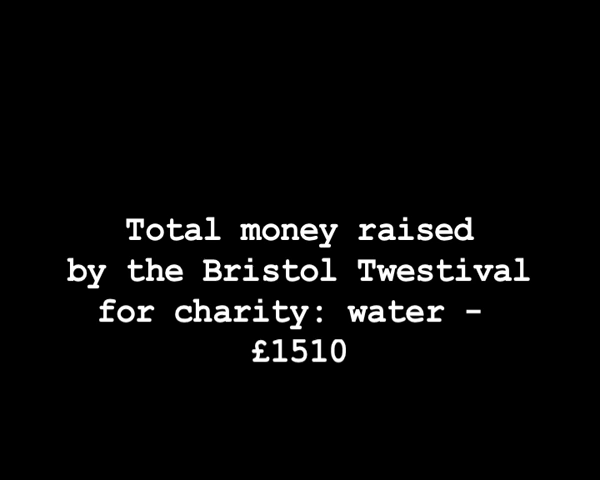 Total money raised
by the Bristol Twestival
for charity: water -
£1510